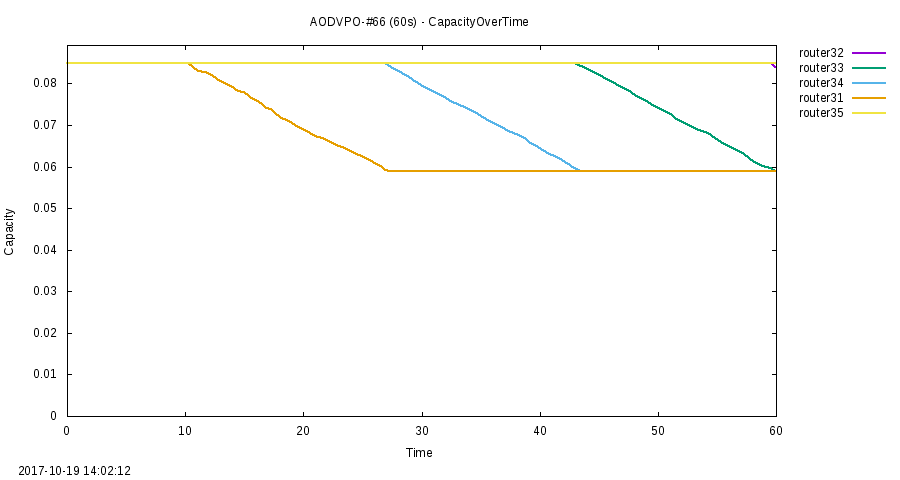 AODVPO-#66 (60s) - CapacityOverTime
router32
router33
router34
router31
router35
0.08
0.07
0.06
0.05
0.04
0.03
0.02
0.01
0
Capacity
0 10 20 30 40 50 60
Time
2017-10-19 14:02:12